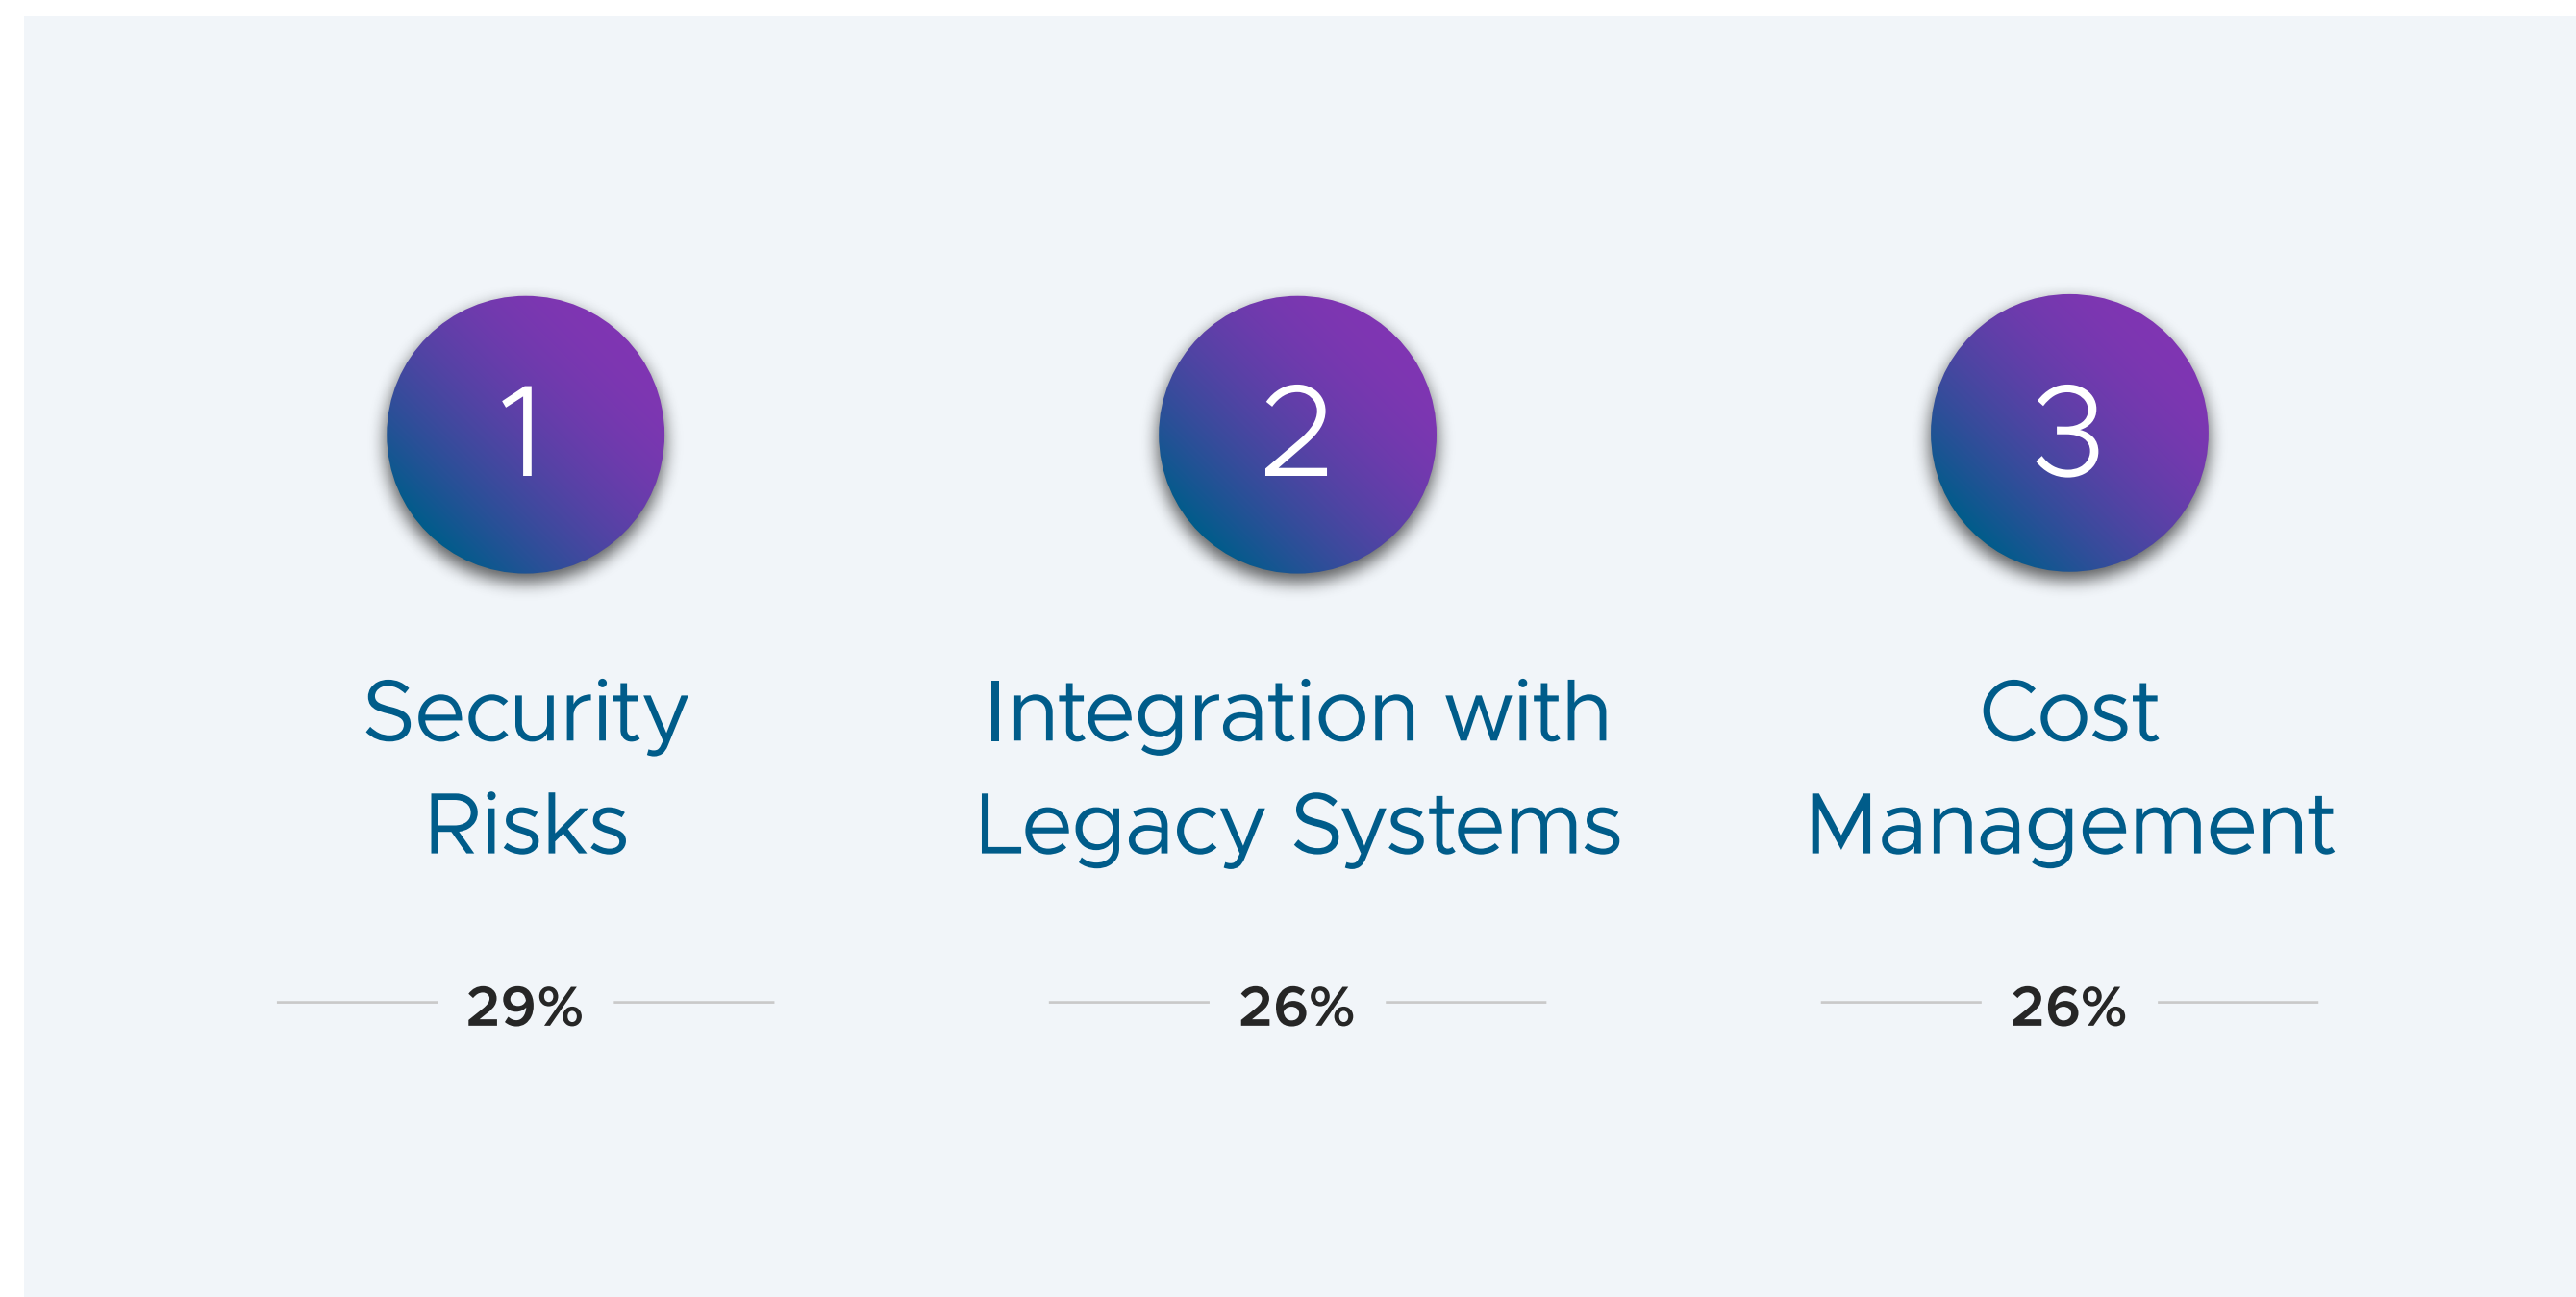 1
Security
Risks
29%
2
Integration with
Legacy Systems
26%
3
Cost
Management
26%